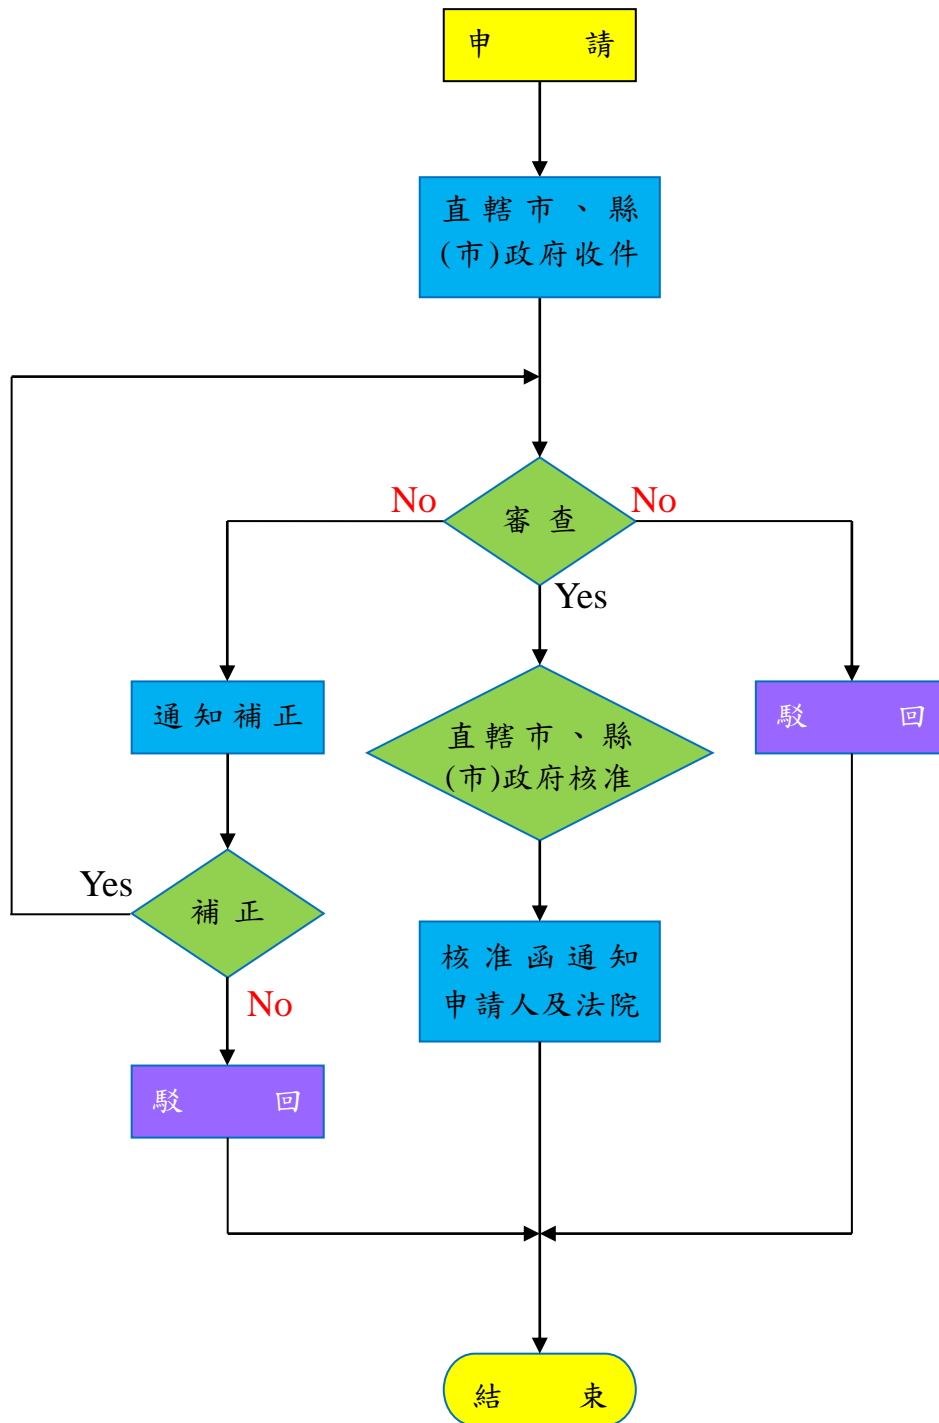 申請
直轄市、縣
(市)政府收件
No
審查
No
Yes
通知補正
直轄市、縣
(市)政府核准
駁回
Yes
補正
核准函通知
申請人及法院
No
駁回
結束